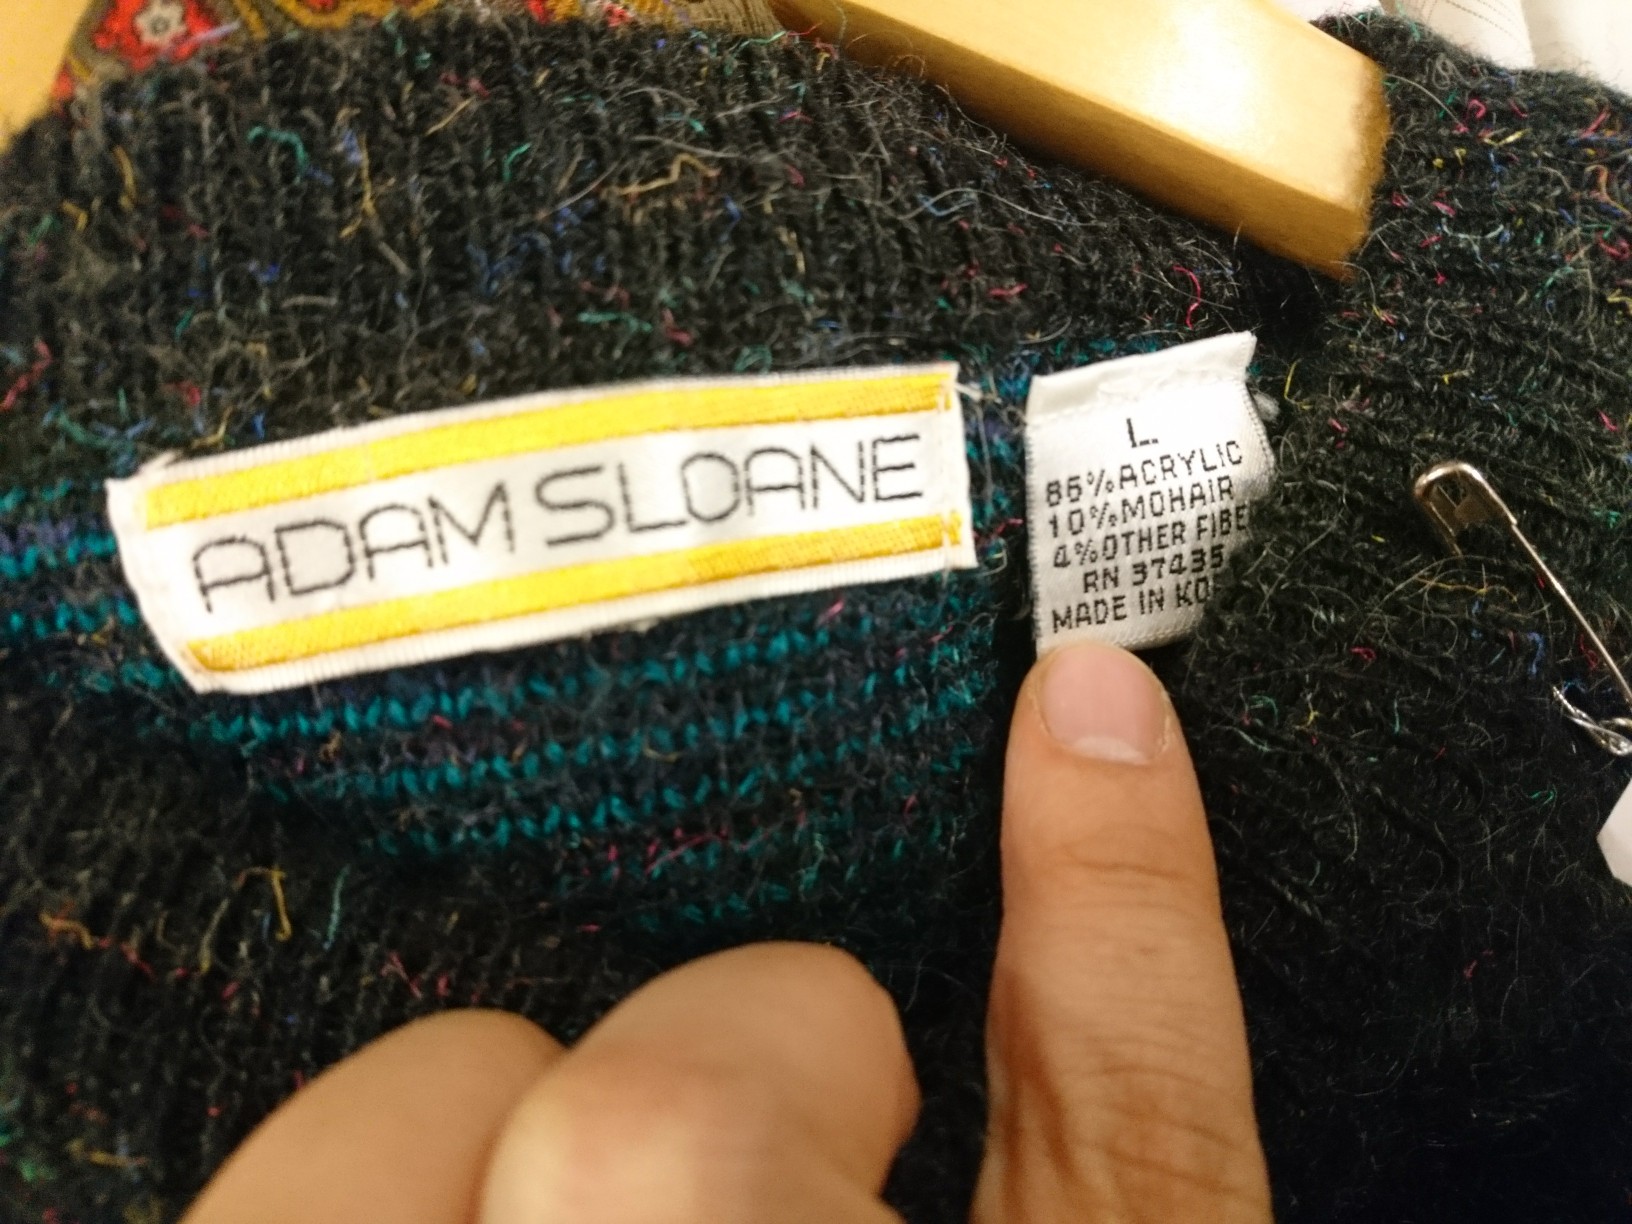 ADAM SLOANE
L
86% ACRYLIC
10% MOHAIR
4% OTHER FIBE
RN 37435
MADE IN KO